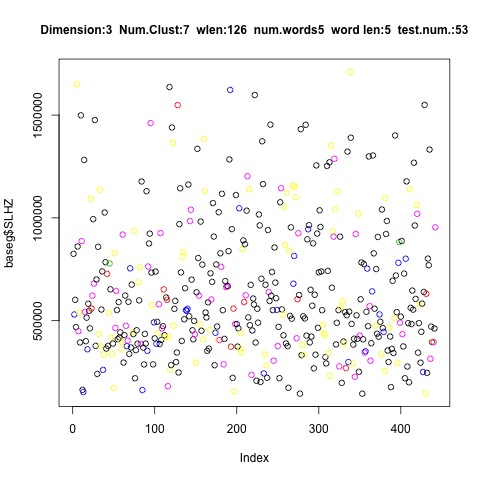 Dimension:3 Num.Clust:7 wlen:126 num.words5 word len:5 test.num.:53
baseg$SLHZ
1500000
1000000
500000
0 100 200 300 400
Index